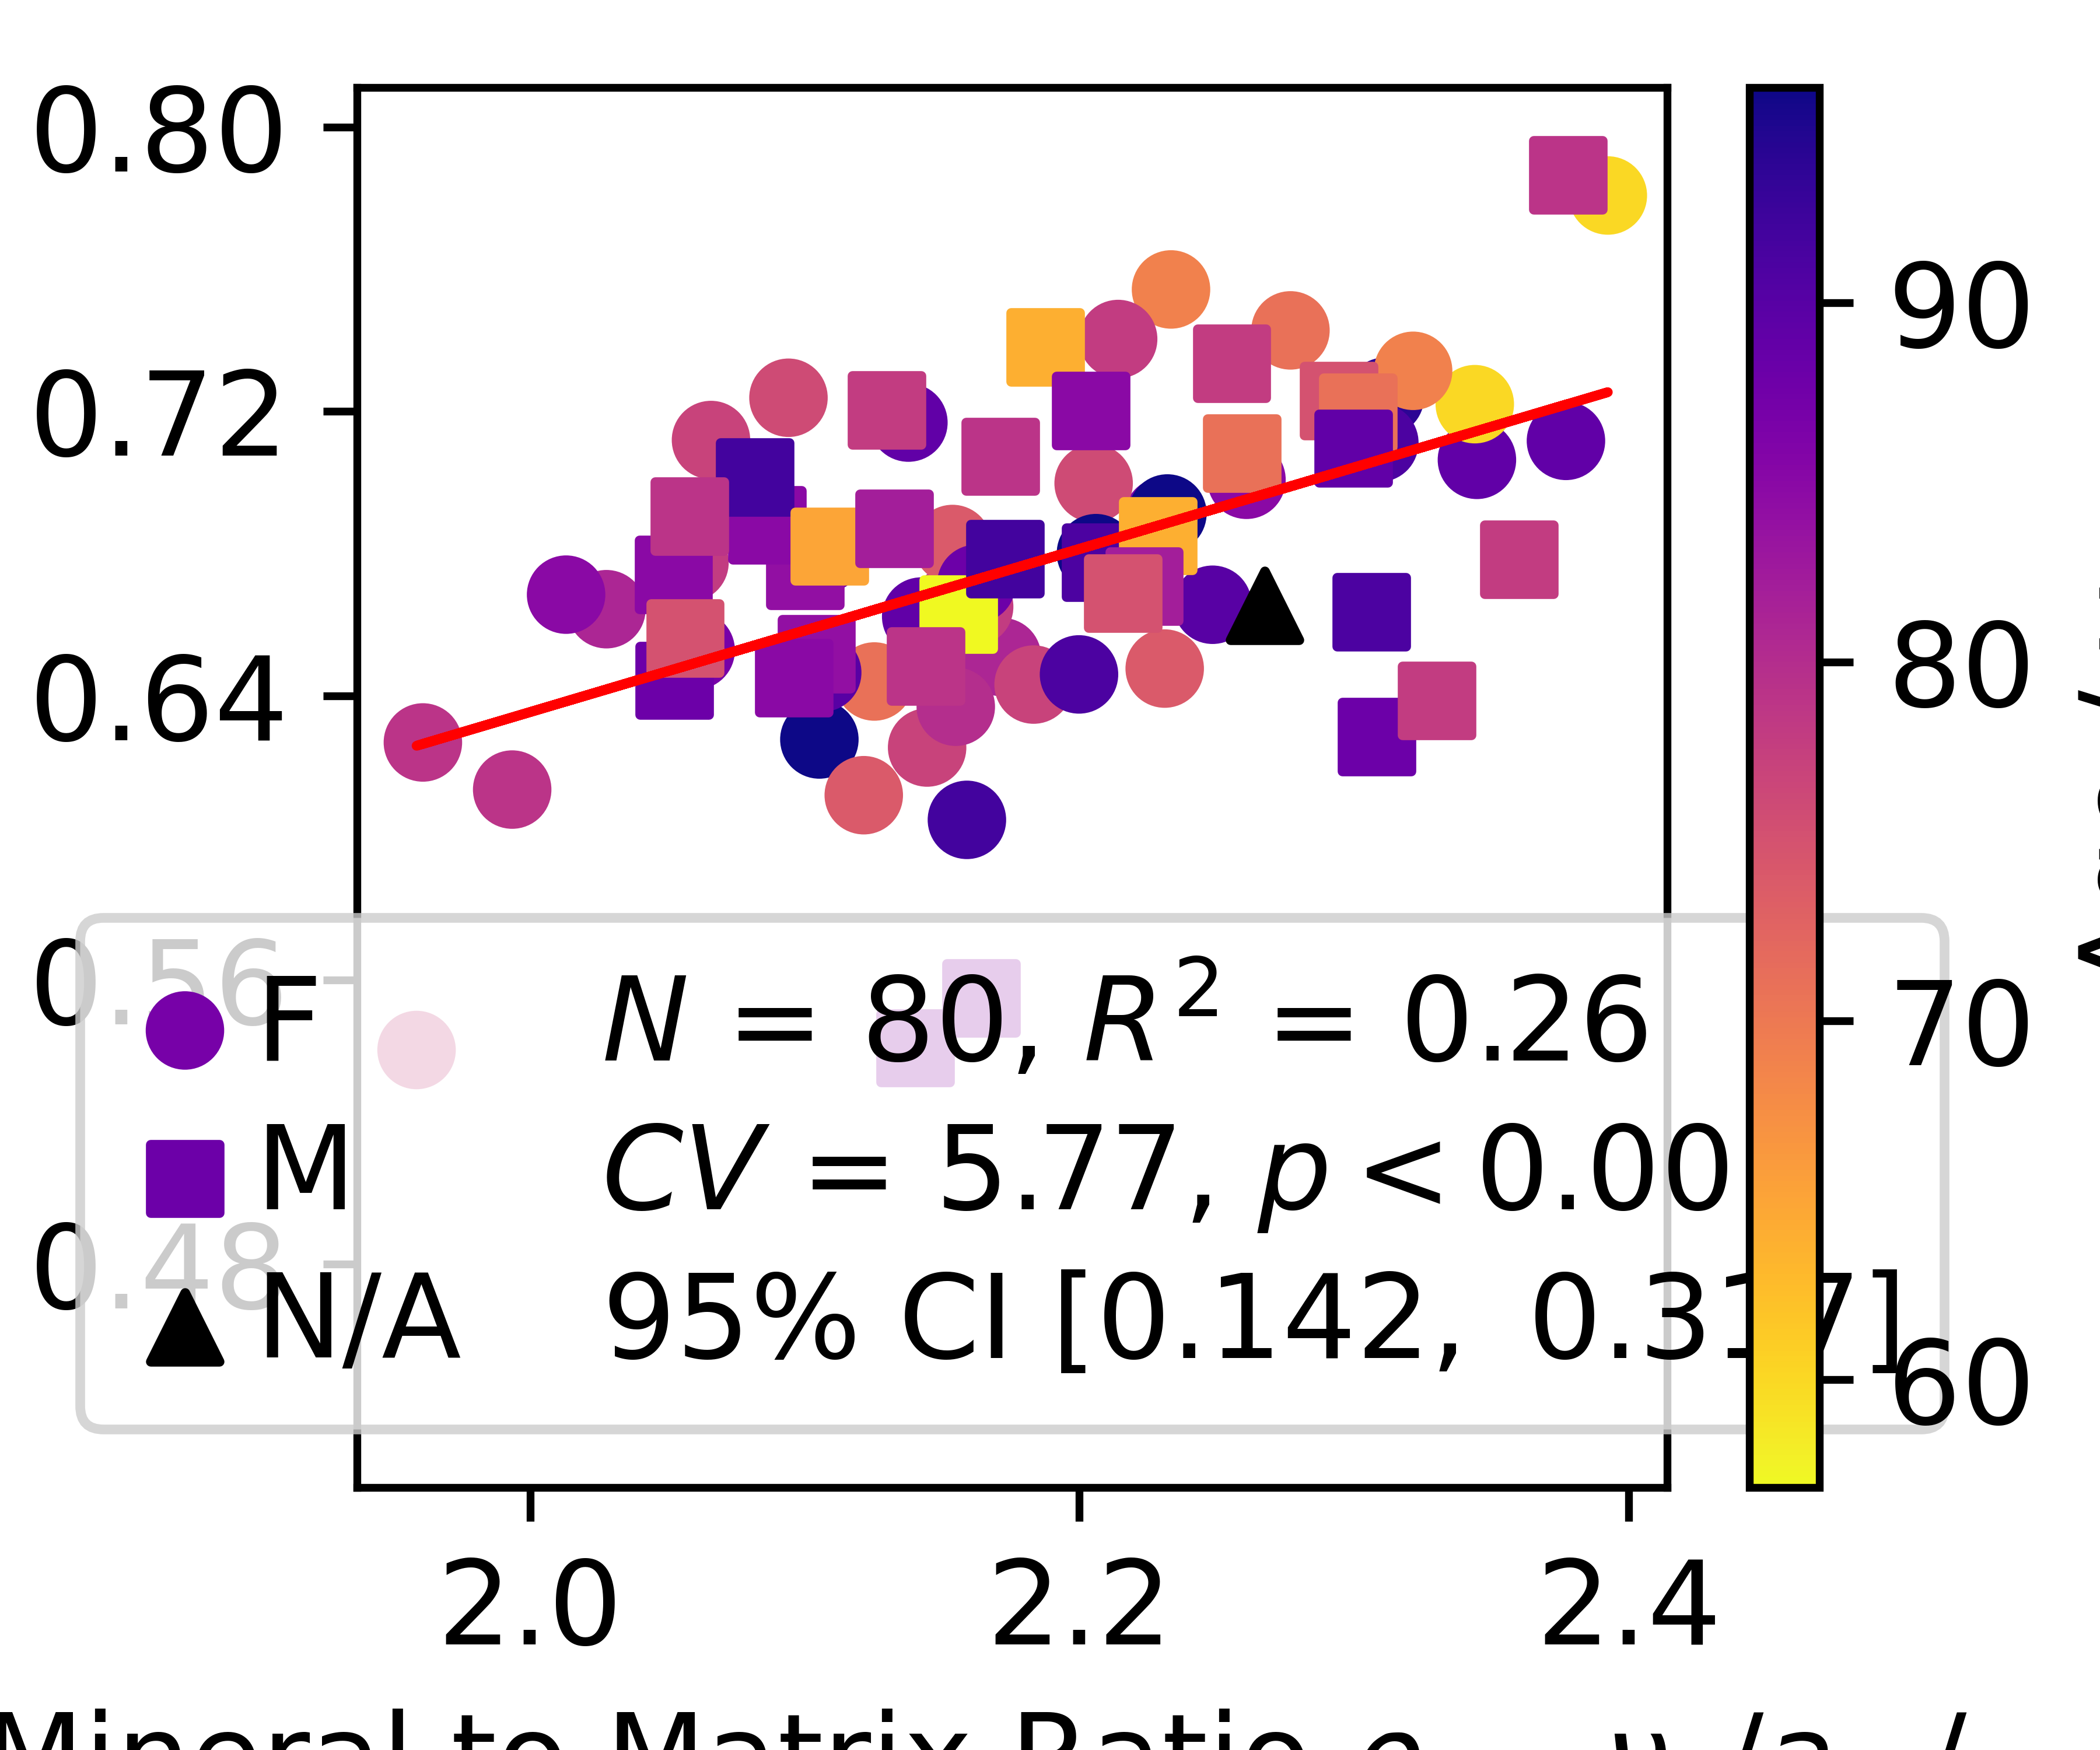 0.80
0.72
0.64
0.56
0.48
90
80
70
60
F
M
N/A
N = 80, R² = 0.26
CV = 5.77, p < 0.00
95% CI [0.142, 0.317]
2.0
2.2
2.4
Mineral to Matrix Ratio